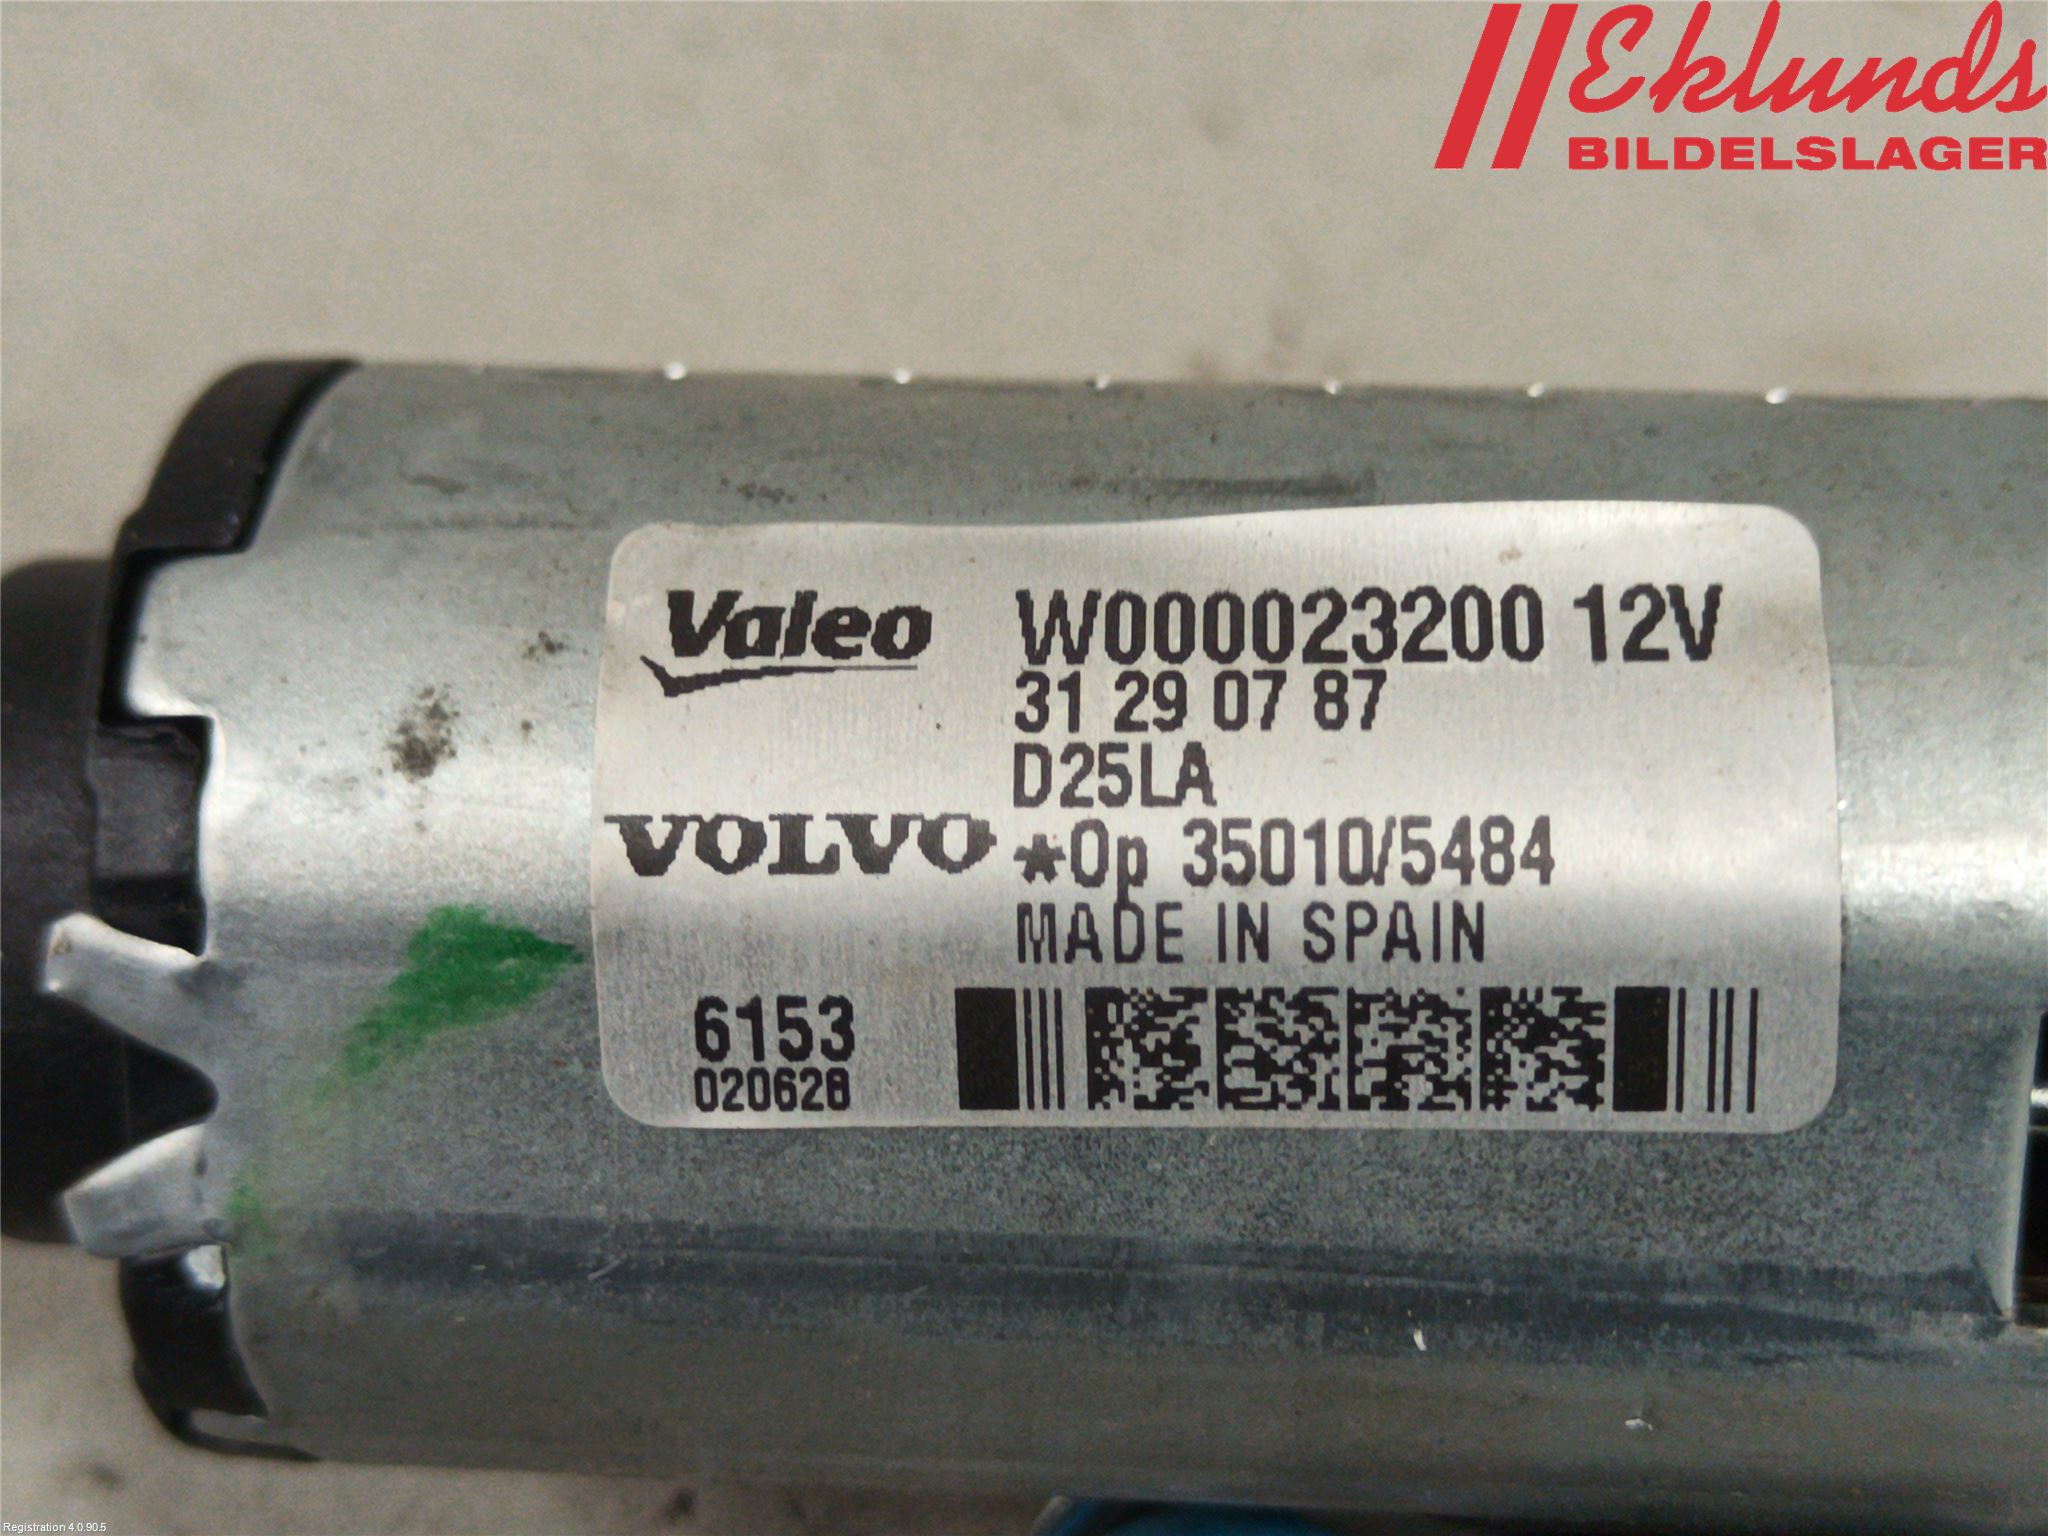 Eklunds
BILDELSLAGER
Valeo
W000023200 12V
31 29 07 87
D25LA
VOLVO
*Op 35010/5484
MADE IN SPAIN
6153
020628
Registration 4.0.90.5